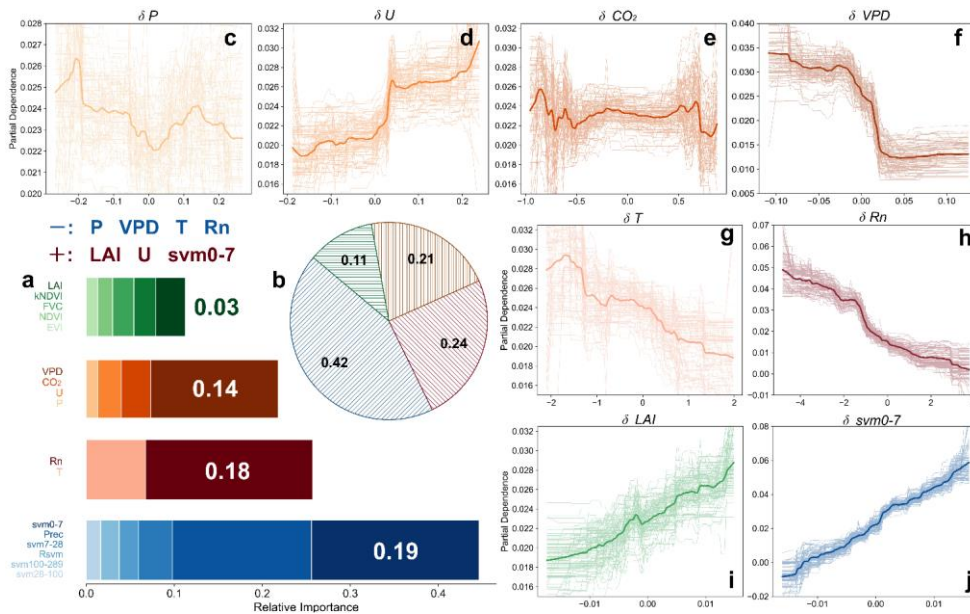 δ P
δ U
δ CO₂
δ VPD
0.028
0.027
0.026
0.025
0.024
0.023
0.022
0.021
0.020
Partial Dependence
c
-0.2 -0.1 0.0 0.1 0.2
0.032
0.030
0.028
0.026
0.024
0.022
0.020
0.018
0.016
d
-0.2 -0.1 0.0 0.1 0.2
0.032
0.030
0.028
0.026
0.024
0.022
0.020
0.018
0.016
e
-1.0 -0.5 0.0 0.5
0.040
0.035
0.030
0.025
0.020
0.015
0.010
0.005
f
-0.10 -0.05 0.00 0.05 0.10
−: P VPD T Rn
+: LAI U svm0-7
a
LAI
kNDVI
FVC
NDVI
EVI
0.03
VPD
CO₂
U
P
0.14
Rn
T
0.18
svm0-7
Prec
svm7-28
Rsvm
svm100-289
svm28-100
0.19
0.0 0.1 0.2 0.3 0.4
Relative Importance
b
0.11
0.21
0.42
0.24
δ T
δ Rn
0.032
0.030
0.028
0.026
0.024
0.022
0.020
0.018
0.016
Partial Dependence
g
-2 -1 0 1 2
0.07
0.06
0.05
0.04
0.03
0.02
0.01
0.00
h
-4 -2 0 2
δ LAI
δ svm0-7
0.032
0.030
0.028
0.026
0.024
0.022
0.020
0.018
0.016
Partial Dependence
i
-0.01 0.00 0.01
0.08
0.06
0.04
0.02
0.00
-0.02
j
-0.01 0.00 0.01